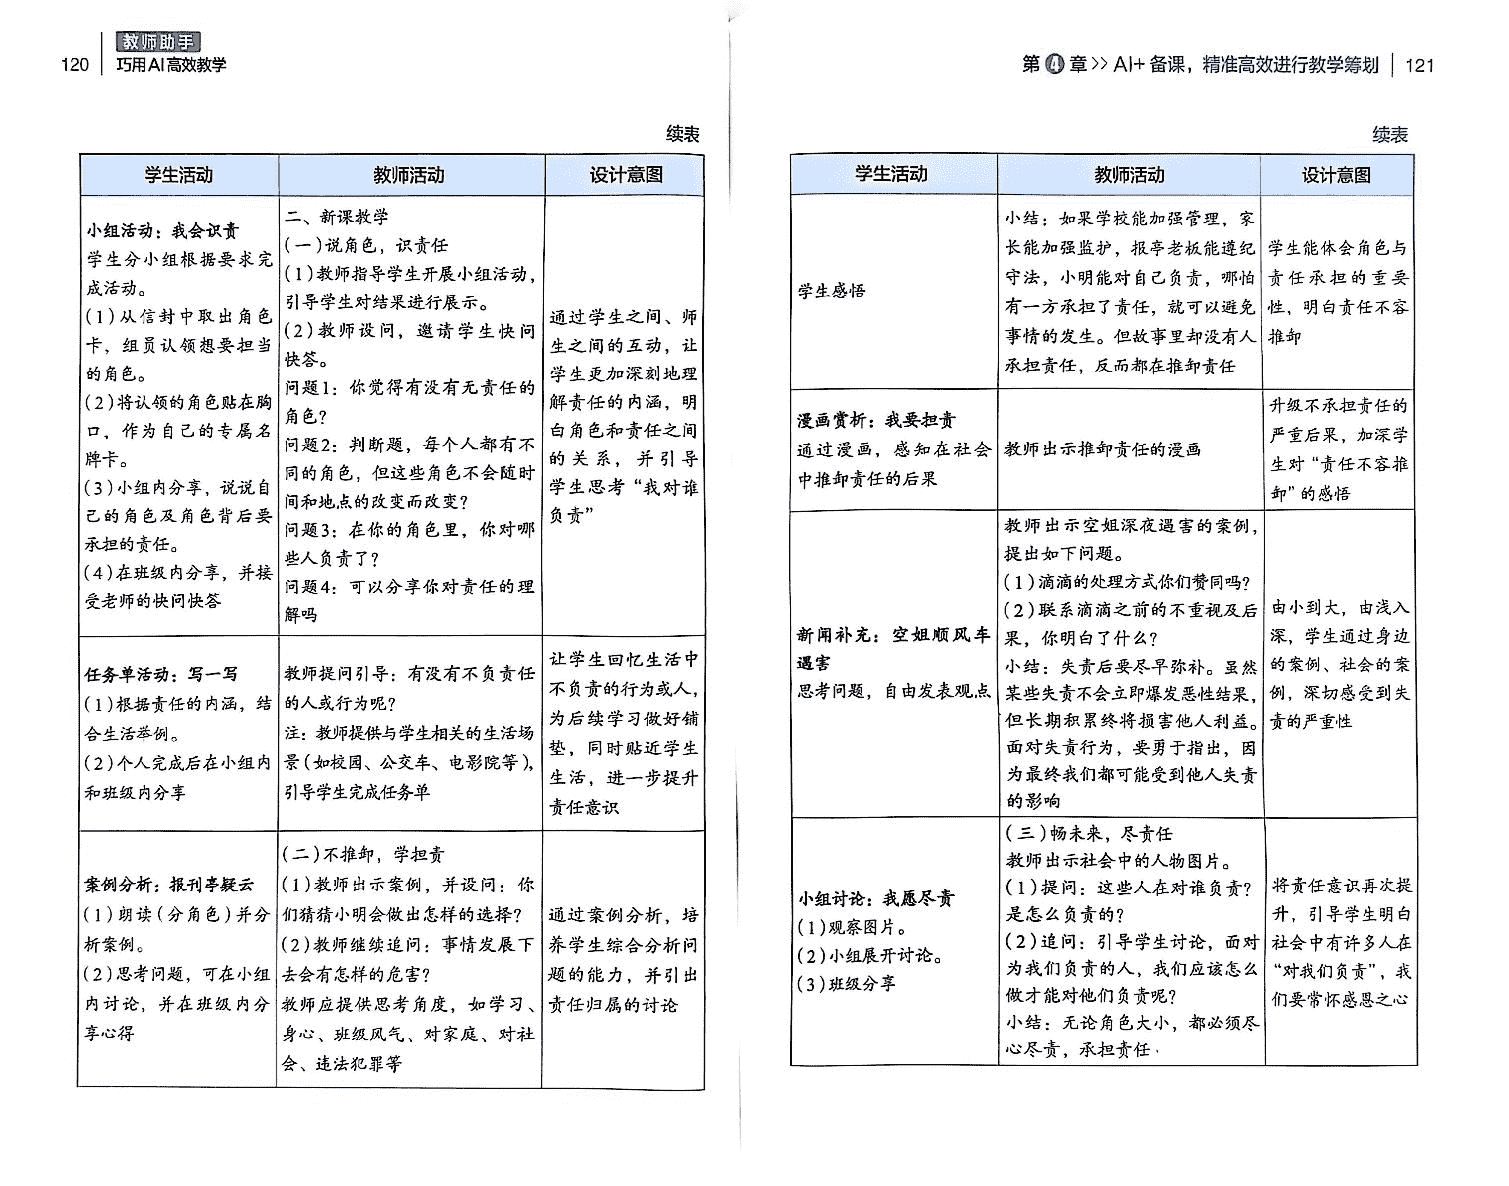 120
教师助手
巧用AI高效教学
续表
学生活动
教师活动
设计意图
小组活动：我会识责
学生分小组根据要求完
成活动。
(1)从信封中取出角色
卡，组员认领想要担当
的角色。
(2)将认领的角色贴在胸
口，作为自己的专属名
牌卡。
(3)小组内分享，说说自
己的角色及角色背后要
承担的责任。
(4)在班级内分享，并接
受老师的快问快答
二、新课教学
(一)说角色，识责任
(1)教师指导学生开展小组活动，
引导学生对结果进行展示。
(2)教师设问，邀请学生快问
快答。
问题1：你觉得有没有无责任的
角色？
问题2：判断题，每个人都有不
同的角色，但这些角色不会随时
间和地点的改变而改变？
问题3：在你的角色里，你对哪
些人负责了？
问题4：可以分享你对责任的理
解吗
通过学生之间、师
生之间的互动，让
学生更加深刻地理
解责任的内涵，明
白角色和责任之间
的关系，并引导
学生思考“我对谁
负责”
任务单活动：写一写
(1)根据责任的内涵，结
合生活举例。
(2)个人完成后在小组内
和班级内分享
教师提问引导：有没有不负责任
的人或行为呢？
注：教师提供与学生相关的生活场
景(如校园、公交车、电影院等)，
引导学生完成任务单
让学生回忆生活中
不负责的行为或人，
为后续学习做好铺
垫，同时贴近学生
生活，进一步提升
责任意识
案例分析：报刊亭疑云
(1)朗读(分角色)并分
析案例。
(2)思考问题，可在小组
内讨论，并在班级内分
享心得
(二)不推卸，学担责
(1)教师出示案例，并设问：你
们猜猜小明会做出怎样的选择？
(2)教师继续追问：事情发展下
去会有怎样的危害？
教师应提供思考角度，如学习、
身心、班级风气、对家庭、对社
会、违法犯罪等
通过案例分析，培
养学生综合分析问
题的能力，并引出
责任归属的讨论
第4章>> AI+备课，精准高效进行教学筹划
121
续表
学生活动
教师活动
设计意图
学生感悟
小结：如果学校能加强管理，家
长能加强监护，报亭老板能遵纪
守法，小明能对自己负责，哪怕
有一方承担了责任，就可以避免
事情的发生。但故事里却没有人
承担责任，反而都在推卸责任
学生能体会角色与
责任承担的重要
性，明白责任不容
推卸
漫画赏析：我要担责
通过漫画，感知在社会
中推卸责任的后果
教师出示推卸责任的漫画
升级不承担责任的
严重后果，加深学
生对“责任不容推
卸”的感悟
新闻补充：空姐顺风车
遇害
思考问题，自由发表观点
教师出示空姐深夜遇害的案例，
提出如下问题。
(1)滴滴的处理方式你们赞同吗？
(2)联系滴滴之前的不重视及后
果，你明白了什么？
小结：失责后要尽早弥补。虽然
某些失责不会立即爆发恶性结果，
但长期积累终将损害他人利益。
面对失责行为，要勇于指出，因
为最终我们都可能受到他人失责
的影响
由小到大，由浅入
深，学生通过身边
的案例、社会的案
例，深切感受到失
责的严重性
小组讨论：我愿尽责
(1)观察图片。
(2)小组展开讨论。
(3)班级分享
(三)畅未来，尽责任
教师出示社会中的人物图片。
(1)提问：这些人在对谁负责？
是怎么负责的？
(2)追问：引导学生讨论，面对
为我们负责的人，我们应该怎么
做才能对他们负责呢？
小结：无论角色大小，都必须尽
心尽责，承担责任
将责任意识再次提
升，引导学生明白
社会中有许多人在
“对我们负责”，我
们要常怀感恩之心